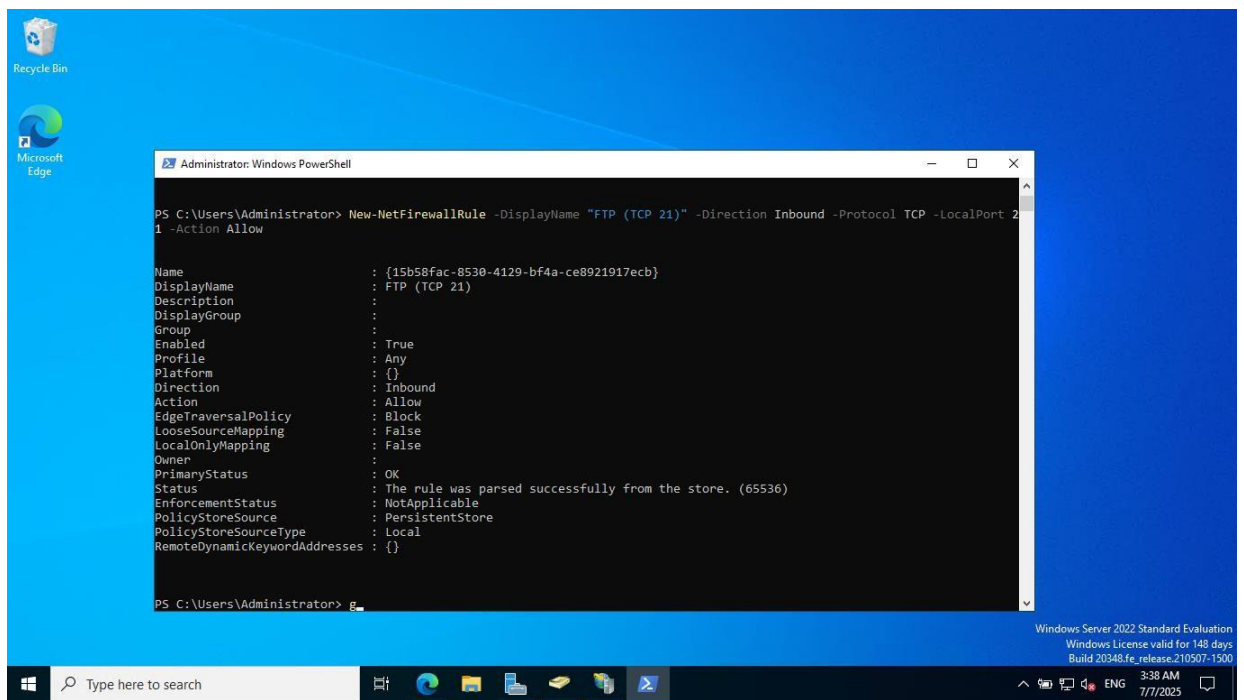 Recycle Bin
Microsoft
Edge
Administrator: Windows PowerShell
PS C:\Users\Administrator> New-NetFirewallRule -DisplayName "FTP (TCP 21)" -Direction Inbound -Protocol TCP -LocalPort 2
1 -Action Allow
Name : {15b58fac-8530-4129-bf4a-ce8921917ecb}
DisplayName : FTP (TCP 21)
Description :
DisplayGroup :
Group :
Enabled : True
Profile : Any
Platform : {}
Direction : Inbound
Action : Allow
EdgeTraversalPolicy : Block
LooseSourceMapping : False
LocalOnlyMapping : False
Owner :
PrimaryStatus : OK
Status : The rule was parsed successfully from the store. (65536)
EnforcementStatus : NotApplicable
PolicyStoreSource : PersistentStore
PolicyStoreSourceType : Local
RemoteDynamicKeywordAddresses : {}
PS C:\Users\Administrator> g
Windows Server 2022 Standard Evaluation
Windows License valid for 148 days
Build 20348.fe_release.210507-1500
Type here to search
ENG
3:38 AM
7/7/2025